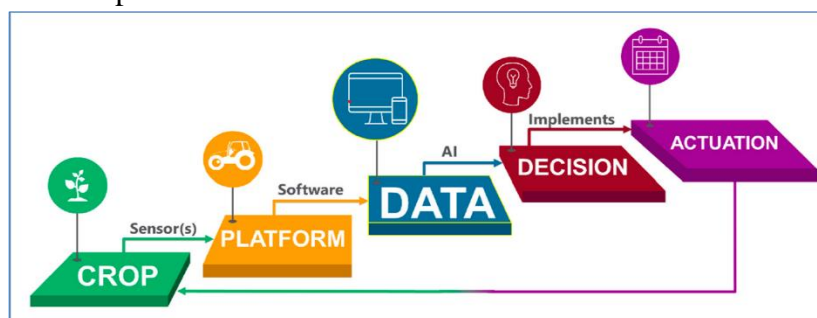 Implements
ACTUATION
AI
DECISION
Software
DATA
Sensor(s)
PLATFORM
CROP